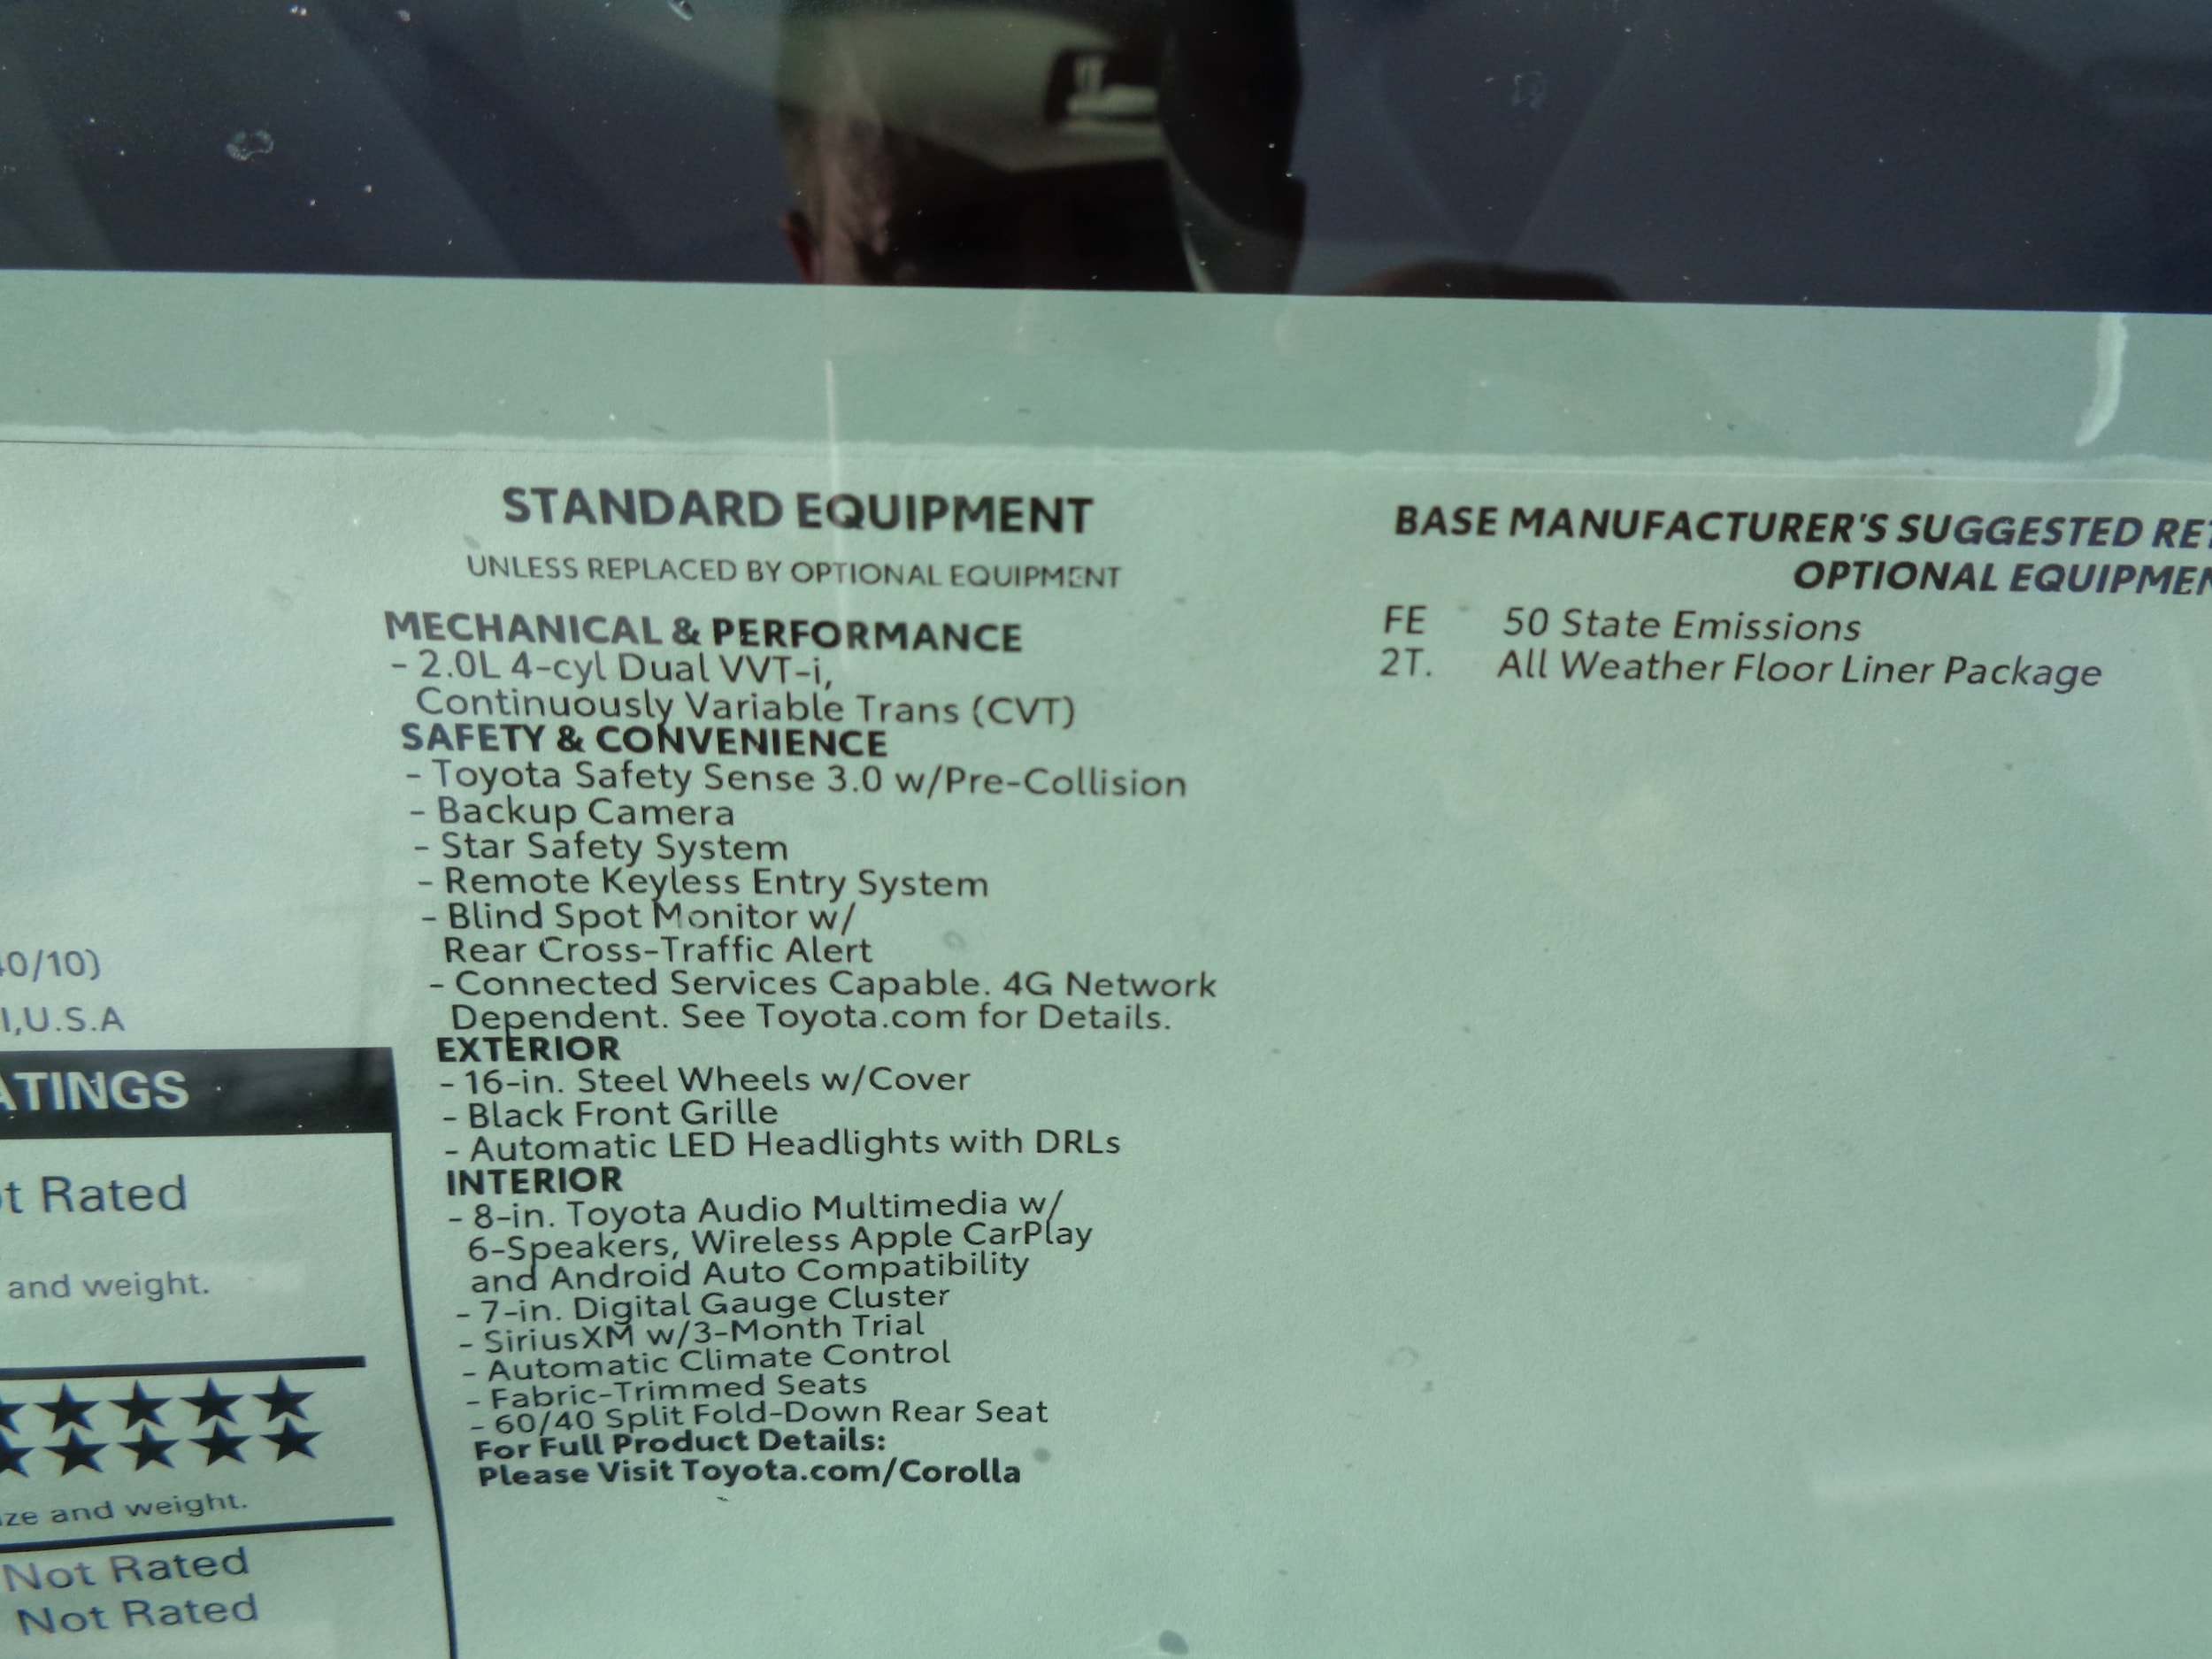 STANDARD EQUIPMENT
UNLESS REPLACED BY OPTIONAL EQUIPMENT
MECHANICAL & PERFORMANCE
- 2.0L 4-cyl Dual VVT-i,
Continuously Variable Trans (CVT)
SAFETY & CONVENIENCE
- Toyota Safety Sense 3.0 w/Pre-Collision
- Backup Camera
- Star Safety System
- Remote Keyless Entry System
- Blind Spot Monitor w/
Rear Cross-Traffic Alert
- Connected Services Capable. 4G Network
Dependent. See Toyota.com for Details.
EXTERIOR
- 16-in. Steel Wheels w/Cover
- Black Front Grille
- Automatic LED Headlights with DRLs
INTERIOR
- 8-in. Toyota Audio Multimedia w/
6-Speakers, Wireless Apple CarPlay
and Android Auto Compatibility
- 7-in. Digital Gauge Cluster
- SiriusXM w/3-Month Trial
- Automatic Climate Control
- Fabric-Trimmed Seats
- 60/40 Split Fold-Down Rear Seat
For Full Product Details:
Please Visit Toyota.com/Corolla
BASE MANUFACTURER'S SUGGESTED
OPTIONAL
FE 50 State Emissions
2T. All Weather Floor Liner Package
0/10)
I,U.S.A
ATINGS
t Rated
and weight.
★★★★
★★★★
ze and weight.
Not Rated
Not Rated